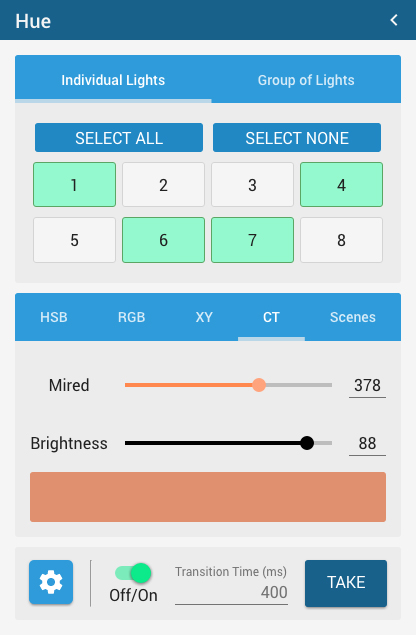 Hue
Individual Lights Group of Lights
SELECT ALL SELECT NONE
1 2 3 4
5 6 7 8
HSB RGB XY CT Scenes
Mired 378
Brightness 88
Transition Time (ms)
Off/On 400 TAKE